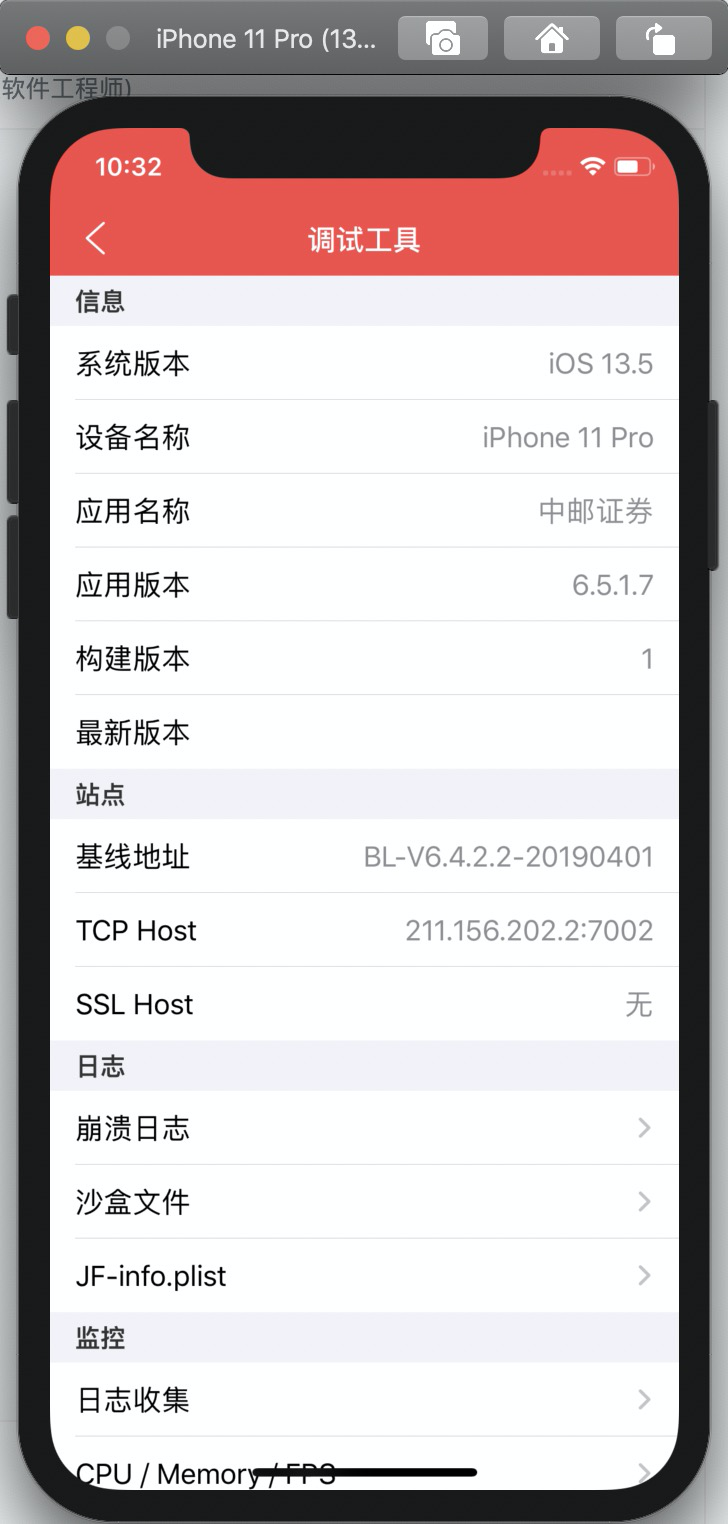 iPhone 11 Pro (13...
软件工程师)
10:32
调试工具
信息
系统版本 iOS 13.5
设备名称 iPhone 11 Pro
应用名称 中邮证券
应用版本 6.5.1.7
构建版本 1
最新版本
站点
基线地址 BL-V6.4.2.2-20190401
TCP Host 211.156.202.2:7002
SSL Host 无
日志
崩溃日志
沙盒文件
JF-info.plist
监控
日志收集
CPU / Memory / FPS